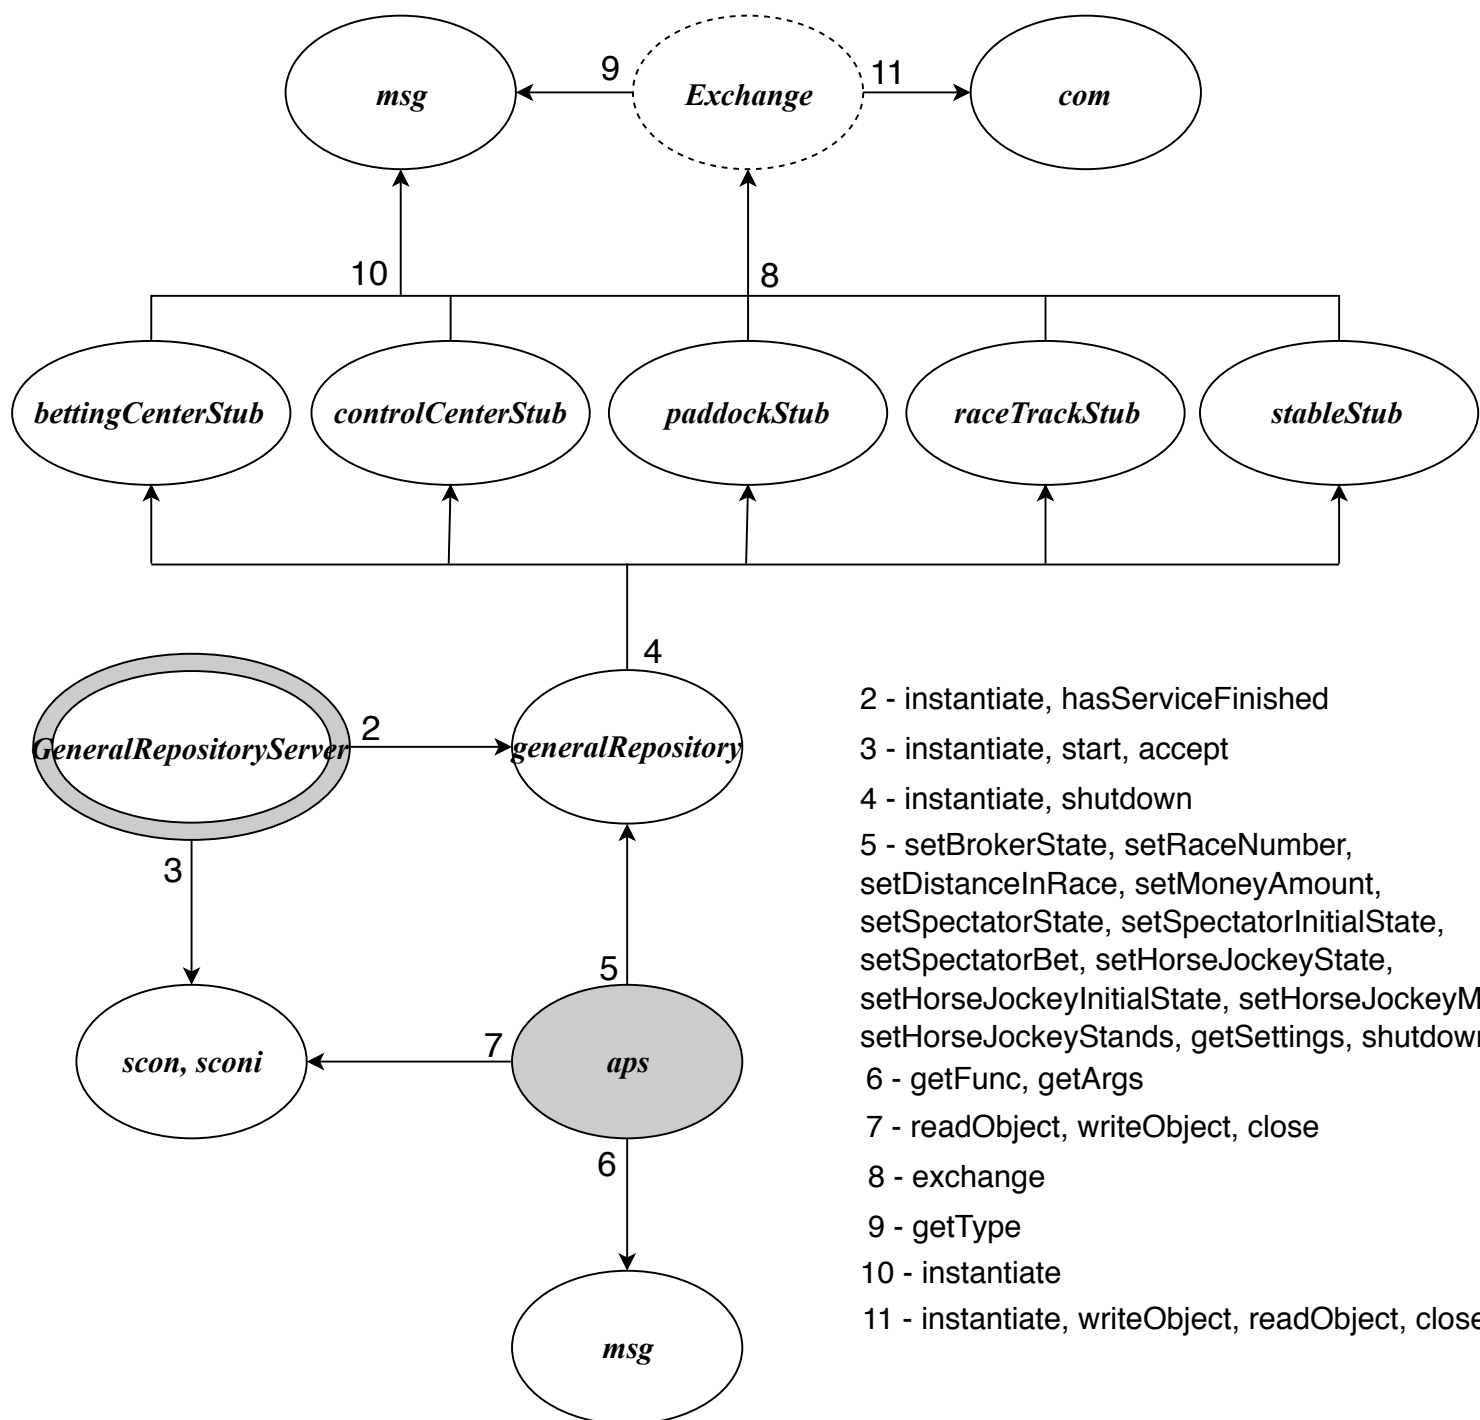 msg
9
Exchange
11
com
10
8
bettingCenterStub
controlCenterStub
paddockStub
raceTrackStub
stableStub
4
GeneralRepositoryServer
2
generalRepository
3
5
scon, sconi
7
aps
6
msg
2 - instantiate, hasServiceFinished
3 - instantiate, start, accept
4 - instantiate, shutdown
5 - setBrokerState, setRaceNumber,
setDistanceInRace, setMoneyAmount,
setSpectatorState, setSpectatorInitialState,
setSpectatorBet, setHorseJockeyState,
setHorseJockeyInitialState,
setHorseJockeyStands, getSettings, shutdown
6 - getFunc, getArgs
7 - readObject, writeObject, close
8 - exchange
9 - getType
10 - instantiate
11 - instantiate, writeObject, readObject, close